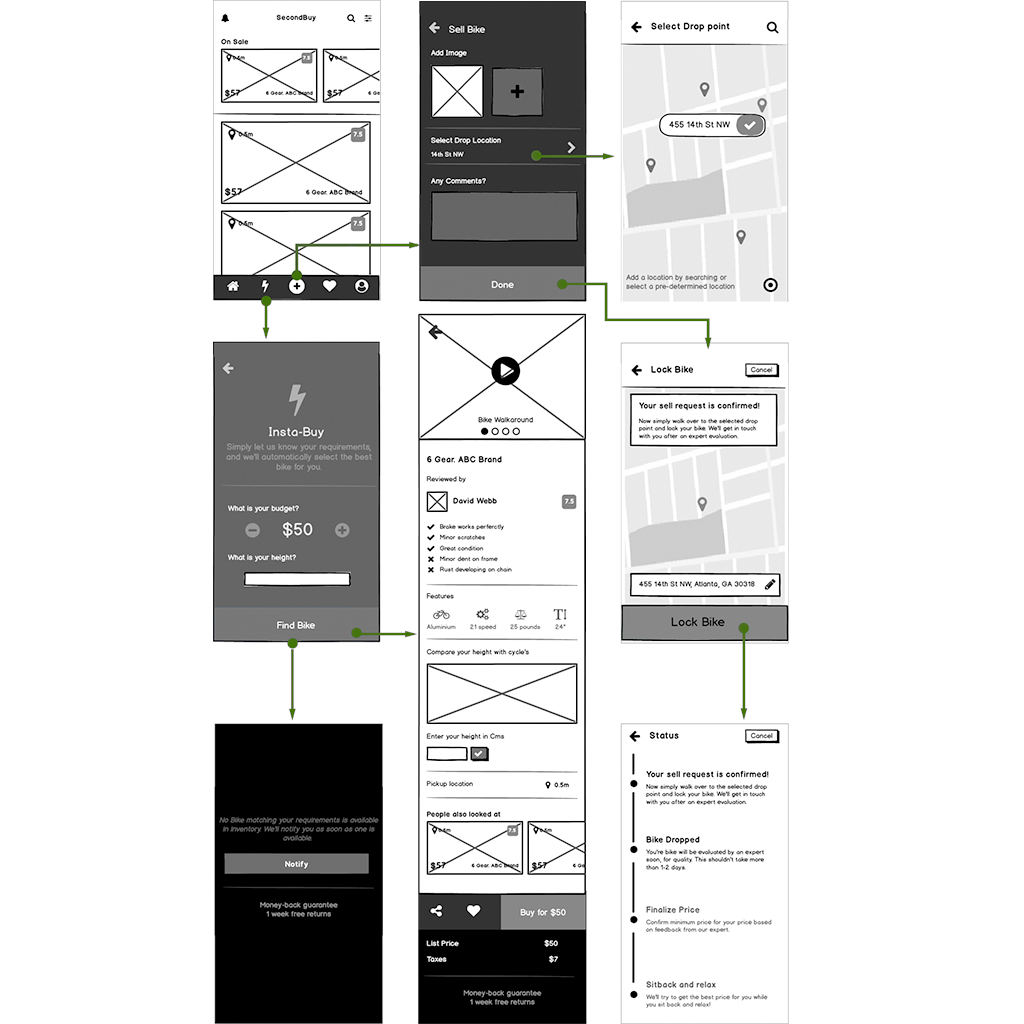 SecondBuy
On Sale
0.5m
7.5
$57
6 Gear. ABC Brand
0.5m
$57
6 Gear.
0.5m
7.5
$57
6 Gear. ABC Brand
0.5m
7.5
Sell Bike
Add Image
Select Drop Location
14th St NW
Any Comments?
Done
Select Drop point
455 14th St NW
Add a location by searching or
select a pre-determined location
Insta-Buy
Simply let us know your requirements,
and we'll automatically select the best
bike for you.
What is your budget?
$50
What is your height?
Find Bike
Bike Walkaround
6 Gear. ABC Brand
Reviewed by
David Webb
7.5
Brake works perferctly
Minor scratches
Great condition
Minor dent on frame
Rust developing on chain
Features
Aluminium
21 speed
25 pounds
24"
Compare your height with cycle's
Enter your height in Cms
Pickup location
0.5m
People also looked at
0.5m
7.5
$57
6 Gear. ABC Brand
0.5m
$57
6 Gear.
Buy for $50
List Price
$50
Taxes
$7
Money-back guarantee
1 week free returns
Lock Bike
Cancel
Your sell request is confirmed!
Now simply walk over to the selected drop
point and lock your bike. We'll get in touch
with you after an expert evaluation.
455 14th St NW, Atlanta, GA 30318
Lock Bike
No Bike matching your requirements is available
in Inventory. We'll notify you as soon as one is
available.
Notify
Money-back guarantee
1 week free returns
Status
Cancel
Your sell request is confirmed!
Now simply walk over to the selected drop
point and lock your bike. We'll get in touch
with you after an expert evaluation.
Bike Dropped
You're bike will be evaluated by an expert
soon, for quality. This shouldn't take more
than 1-2 days.
Finalize Price
Confirm minimum price for your price based
on feedback from our expert.
Sitback and relax
We'll try to get the best price for you while
you sit back and relax!